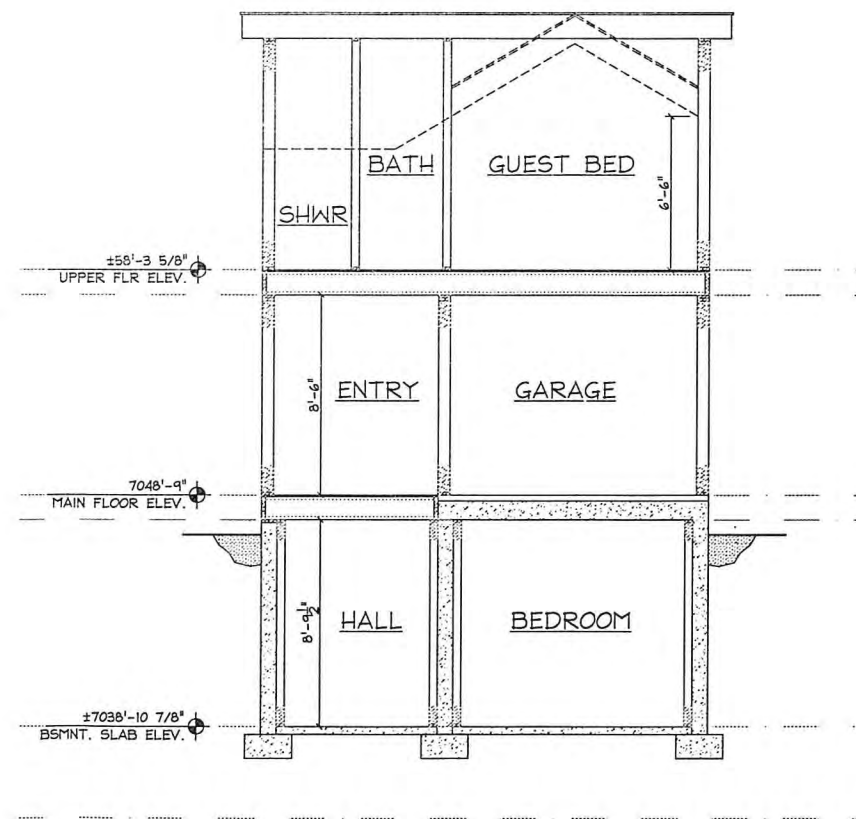 BATH
GUEST BED
6'-6"
SHWR
±58'-3 5/8"
UPPER FLR ELEV.
8'-6"
ENTRY
GARAGE
7048'-9"
MAIN FLOOR ELEV.
8'-9½"
HALL
BEDROOM
±7038'-10 7/8"
BSMNT. SLAB ELEV.